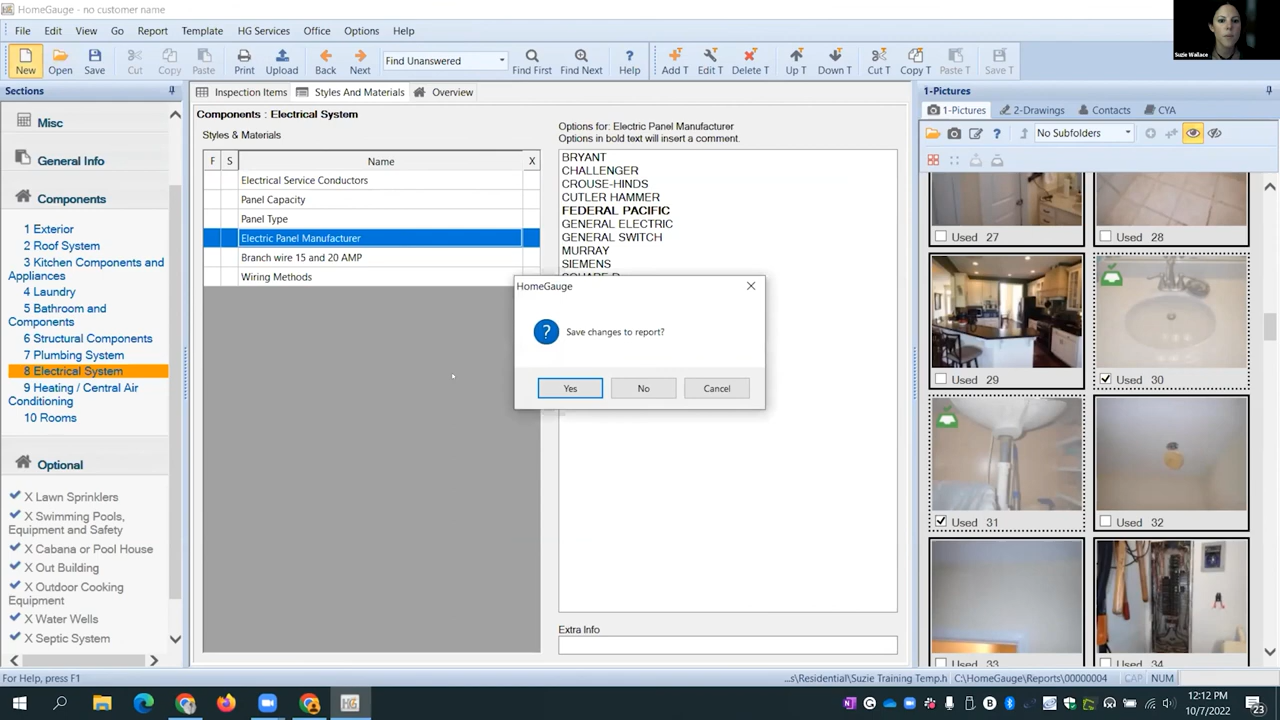 HomeGauge - no customer name
File Edit View Go Report Template HG Services Office Options Help
New Open Save Cut Copy Paste Print Upload Back Next Find Unanswered Find First Find Next Help Add T Edit T Delete T Up T Down T Cut T Copy T Paste T Save T
Suzie Wallace
Sections
Misc
General Info
Components
1 Exterior
2 Roof System
3 Kitchen Components and
Appliances
4 Laundry
5 Bathroom and
Components
6 Structural Components
7 Plumbing System
8 Electrical System
9 Heating / Central Air
Conditioning
10 Rooms
Optional
X Lawn Sprinklers
X Swimming Pools,
Equipment and Safety
X Cabana or Pool House
X Out Building
X Outdoor Cooking
Equipment
X Water Wells
X Septic System
Inspection Items Styles And Materials Overview
Components : Electrical System
Styles & Materials
F S Name X
Electrical Service Conductors
Panel Capacity
Panel Type
Electric Panel Manufacturer
Branch wire 15 and 20 AMP
Wiring Methods
Options for: Electric Panel Manufacturer
Options in bold text will insert a comment.
BRYANT
CHALLENGER
CROUSE-HINDS
CUTLER HAMMER
FEDERAL PACIFIC
GENERAL ELECTRIC
GENERAL SWITCH
MURRAY
SIEMENS
HomeGauge
Save changes to report?
Yes No Cancel
Extra Info
1-Pictures
1-Pictures 2-Drawings Contacts CYA
No Subfolders
Used 27
Used 28
Used 29
Used 30
Used 31
Used 32
Used 33
Used 34
For Help, press F1
...s\Residential\Suzie Training Temp.h C:\HomeGauge\Reports\00000004 CAP NUM
12:12 PM
10/7/2022
23